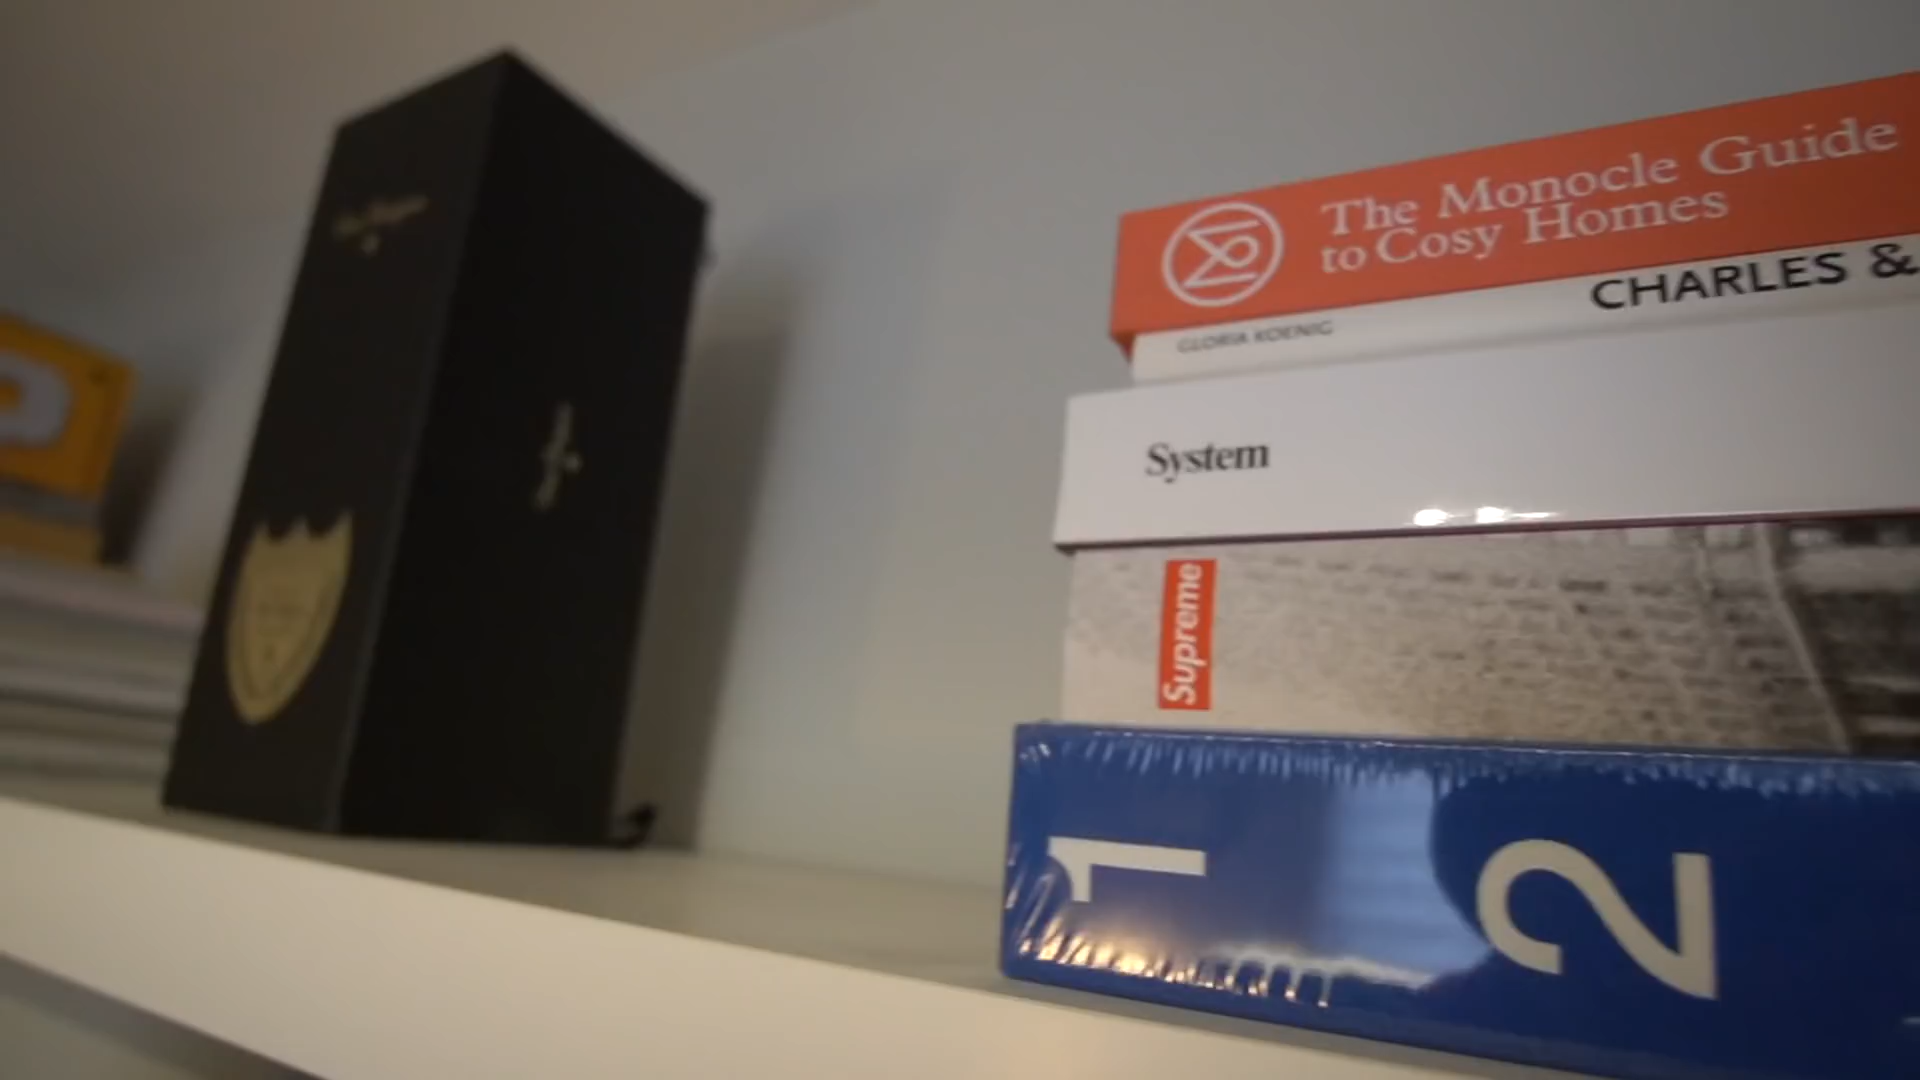 The Monocle Guide
to Cosy Homes
CHARLES &
GLORIA KOENIG
System
Supreme
1
2